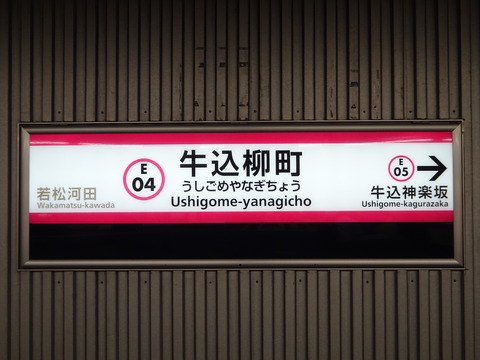 牛込柳町
うしごめやなぎちょう
Ushigome-yanagicho
E
04
若松河田
Wakamatsu-kawada
E
05
牛込神楽坂
Ushigome-kagurazaka